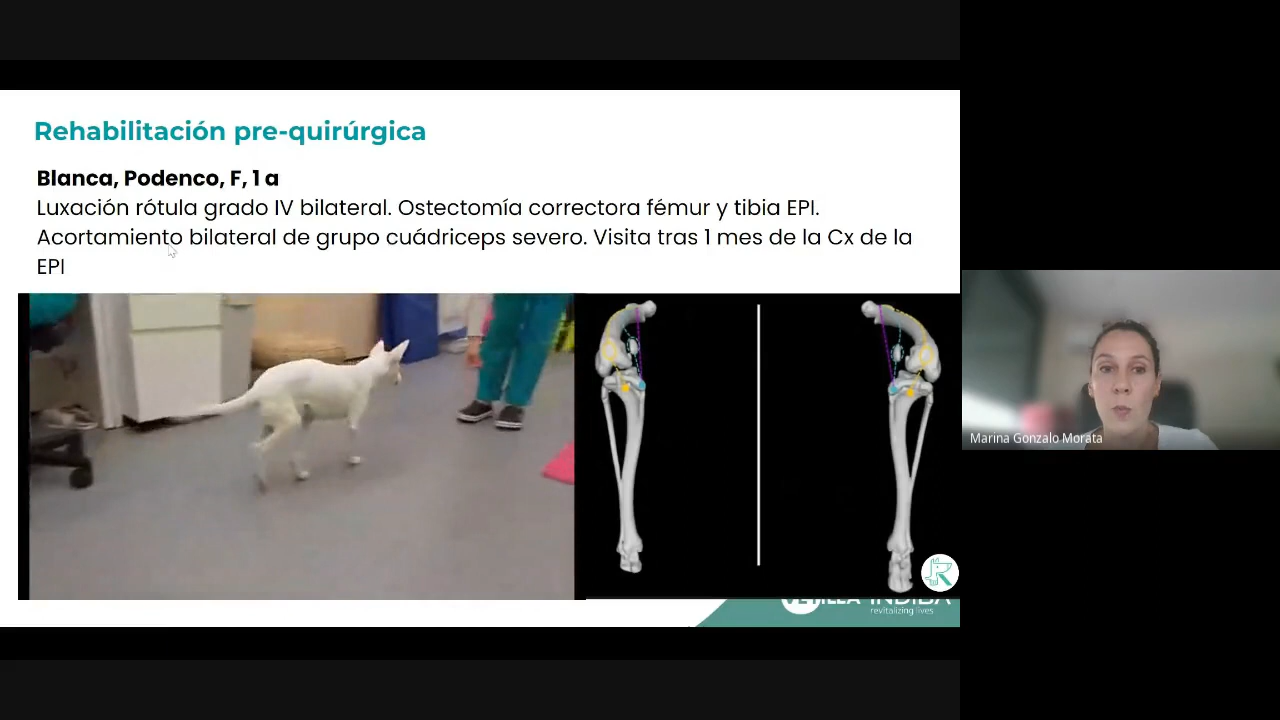 Rehabilitación pre-quirúrgica
Blanca, Podenco, F, 1 a
Luxación rótula grado IV bilateral. Ostectomía correctora fémur y tibia EPI.
Acortamiento bilateral de grupo cuádriceps severo. Visita tras 1 mes de la Cx de la
EPI
Marina Gonzalo Morata
INDIBA
revitalizing lives